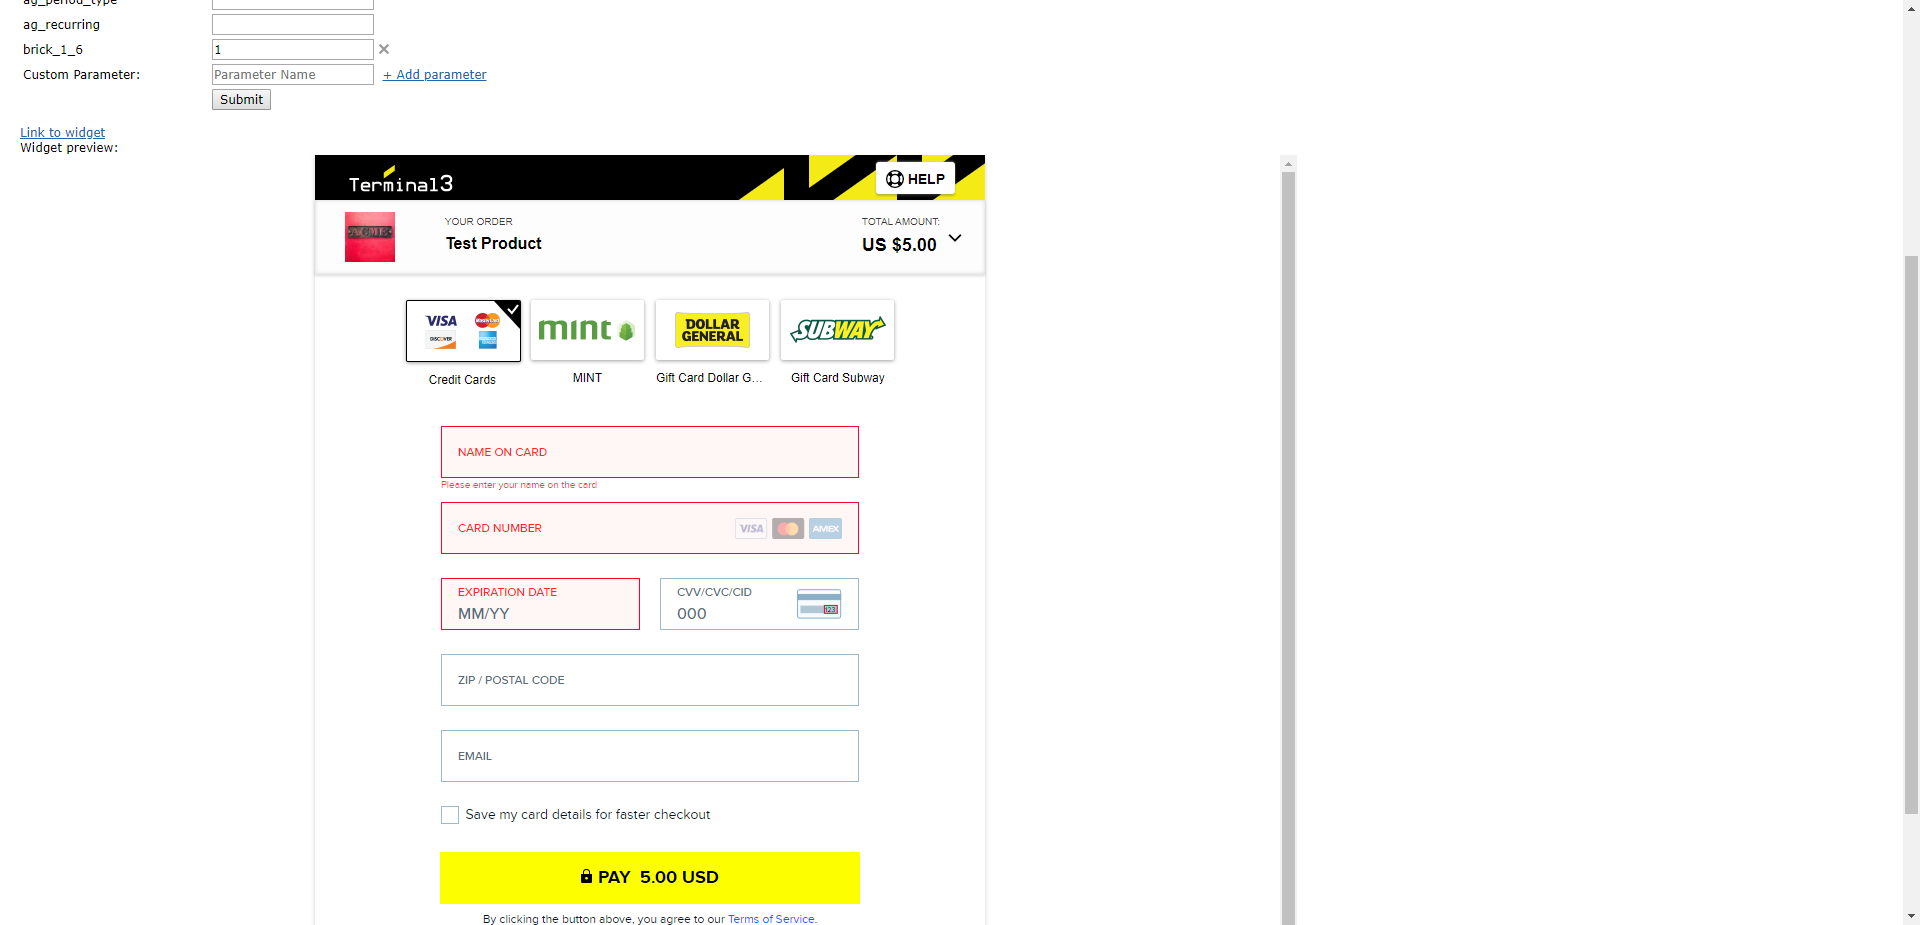 ag_period_type
ag_recurring
brick_1_6
1
Custom Parameter:
Parameter Name
+ Add parameter
Submit
Link to widget
Widget preview:
Terminal3
HELP
YOUR ORDER
Test Product
TOTAL AMOUNT:
US $5.00
VISA
MasterCard
DISCOVER
mint
DOLLAR
GENERAL
SUBWAY
Credit Cards
MINT
Gift Card Dollar G...
Gift Card Subway
NAME ON CARD
Please enter your name on the card
CARD NUMBER
VISA
AMEX
EXPIRATION DATE
MM/YY
CVV/CVC/CID
000
123
ZIP / POSTAL CODE
EMAIL
Save my card details for faster checkout
PAY 5.00 USD
By clicking the button above, you agree to our Terms of Service.